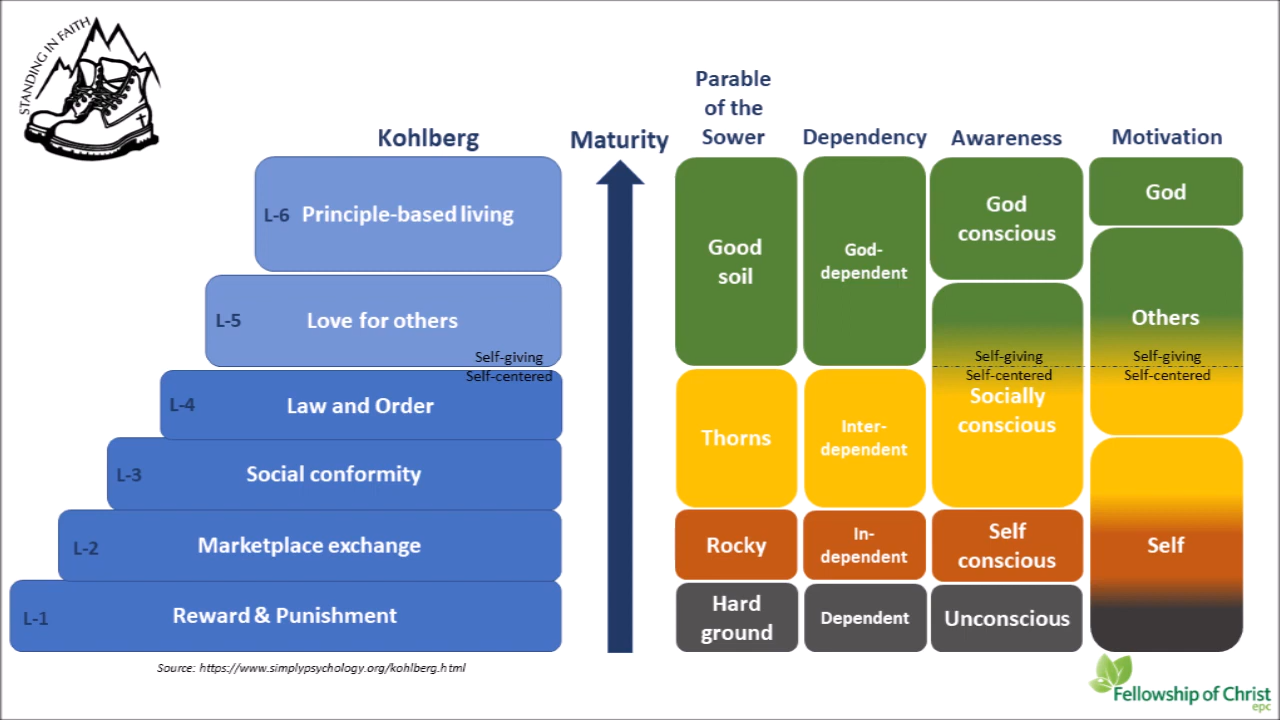 STANDING IN FAITH
Kohlberg
Maturity
Parable
of the
Sower
Dependency
Awareness
Motivation
L-6 Principle-based living
L-5 Love for others
Self-giving
Self-centered
L-4 Law and Order
L-3 Social conformity
L-2 Marketplace exchange
L-1 Reward & Punishment
Source: https://www.simplypsychology.org/kohlberg.html
Good
soil
Thorns
Rocky
Hard
ground
God-
dependent
Inter-
dependent
In-
dependent
Dependent
God
conscious
Self-giving
Self-centered
Socially
conscious
Self
conscious
Unconscious
God
Others
Self-giving
Self-centered
Self
Fellowship of Christ
epc